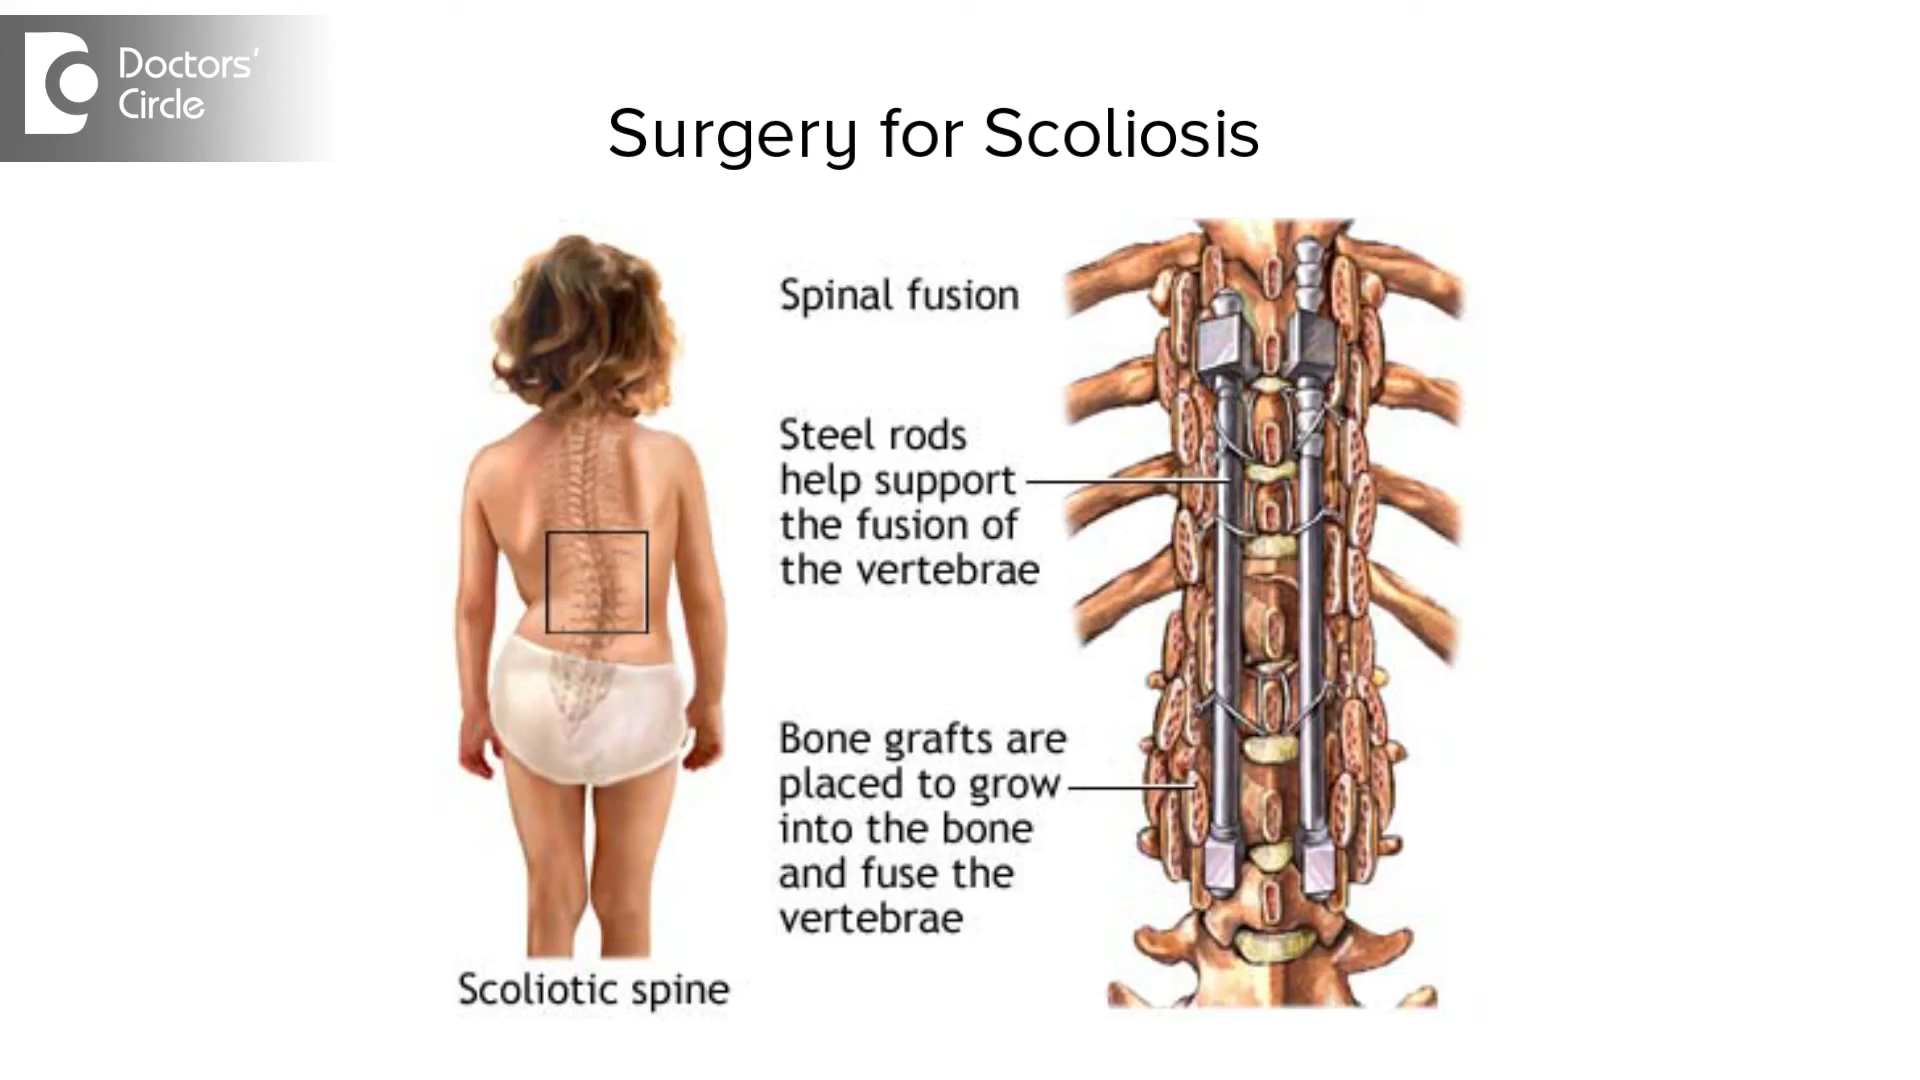 Doctors'
Circle
Surgery for Scoliosis
Spinal fusion
Steel rods
help support
the fusion of
the vertebrae
Bone grafts are
placed to grow
into the bone
and fuse the
vertebrae
Scoliotic spine